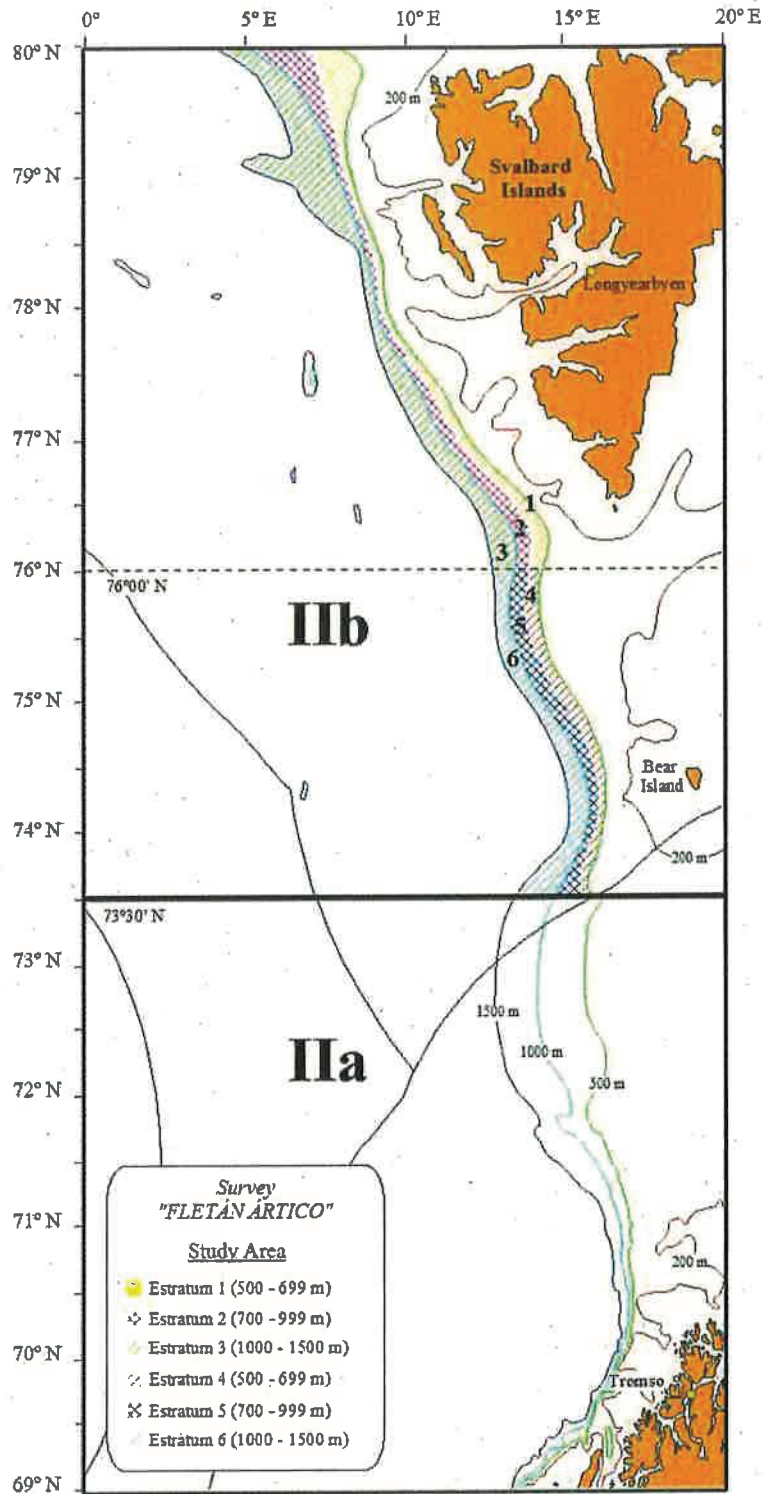 0°
5° E
10° E
15° E
20° E
80° N
79° N
78° N
77° N
76° N
75° N
74° N
73° N
72° N
71° N
70° N
69° N
200 m
Svalbard
Islands
Longyearbyen
1
2
3
76°00' N
4
5
6
IIb
Bear
Island
200 m
73°30' N
1500 m
1000 m
500 m
IIa
200 m
Tromso
Survey
"FLETÁN ÁRTICO"
Study Area
Estratum 1 (500 - 699 m)
Estratum 2 (700 - 999 m)
Estratum 3 (1000 - 1500 m)
Estratum 4 (500 - 699 m)
Estratum 5 (700 - 999 m)
Estratum 6 (1000 - 1500 m)